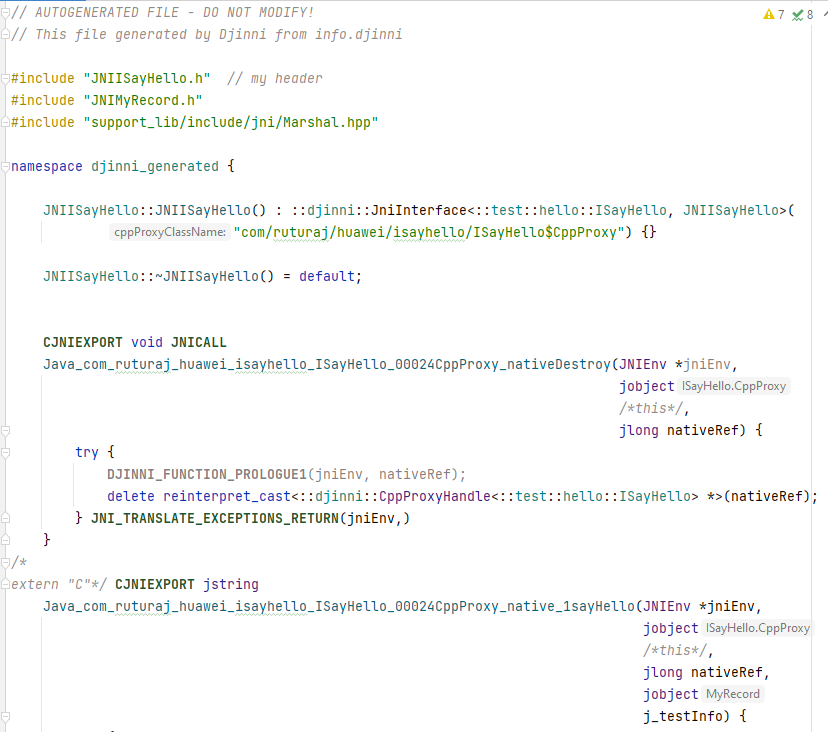 // AUTOGENERATED FILE - DO NOT MODIFY!
7 8
// This file generated by Djinni from info.djinni
#include "JNIISayHello.h"  // my header
#include "JNIMyRecord.h"
#include "support_lib/include/jni/Marshal.hpp"
namespace djinni_generated {
JNIISayHello::JNIISayHello() : ::djinni::JniInterface<::test::hello::ISayHello, JNIISayHello>(
cppProxyClassName: "com/ruturaj/huawei/isayhello/ISayHello$CppProxy") {}
JNIISayHello::~JNIISayHello() = default;
CJNIEXPORT void JNICALL
Java_com_ruturaj_huawei_isayhello_ISayHello_00024CppProxy_nativeDestroy(JNIEnv *jniEnv,
jobject ISayHello.CppProxy
/*this*/,
jlong nativeRef) {
try {
DJINNI_FUNCTION_PROLOGUE1(jniEnv, nativeRef);
delete reinterpret_cast<::djinni::CppProxyHandle<::test::hello::ISayHello> *>(nativeRef);
} JNI_TRANSLATE_EXCEPTIONS_RETURN(jniEnv,)
}
/*
extern "C"*/ CJNIEXPORT jstring
Java_com_ruturaj_huawei_isayhello_ISayHello_00024CppProxy_native_1sayHello(JNIEnv *jniEnv,
jobject ISayHello.CppProxy
/*this*/,
jlong nativeRef,
jobject MyRecord
j_testInfo) {